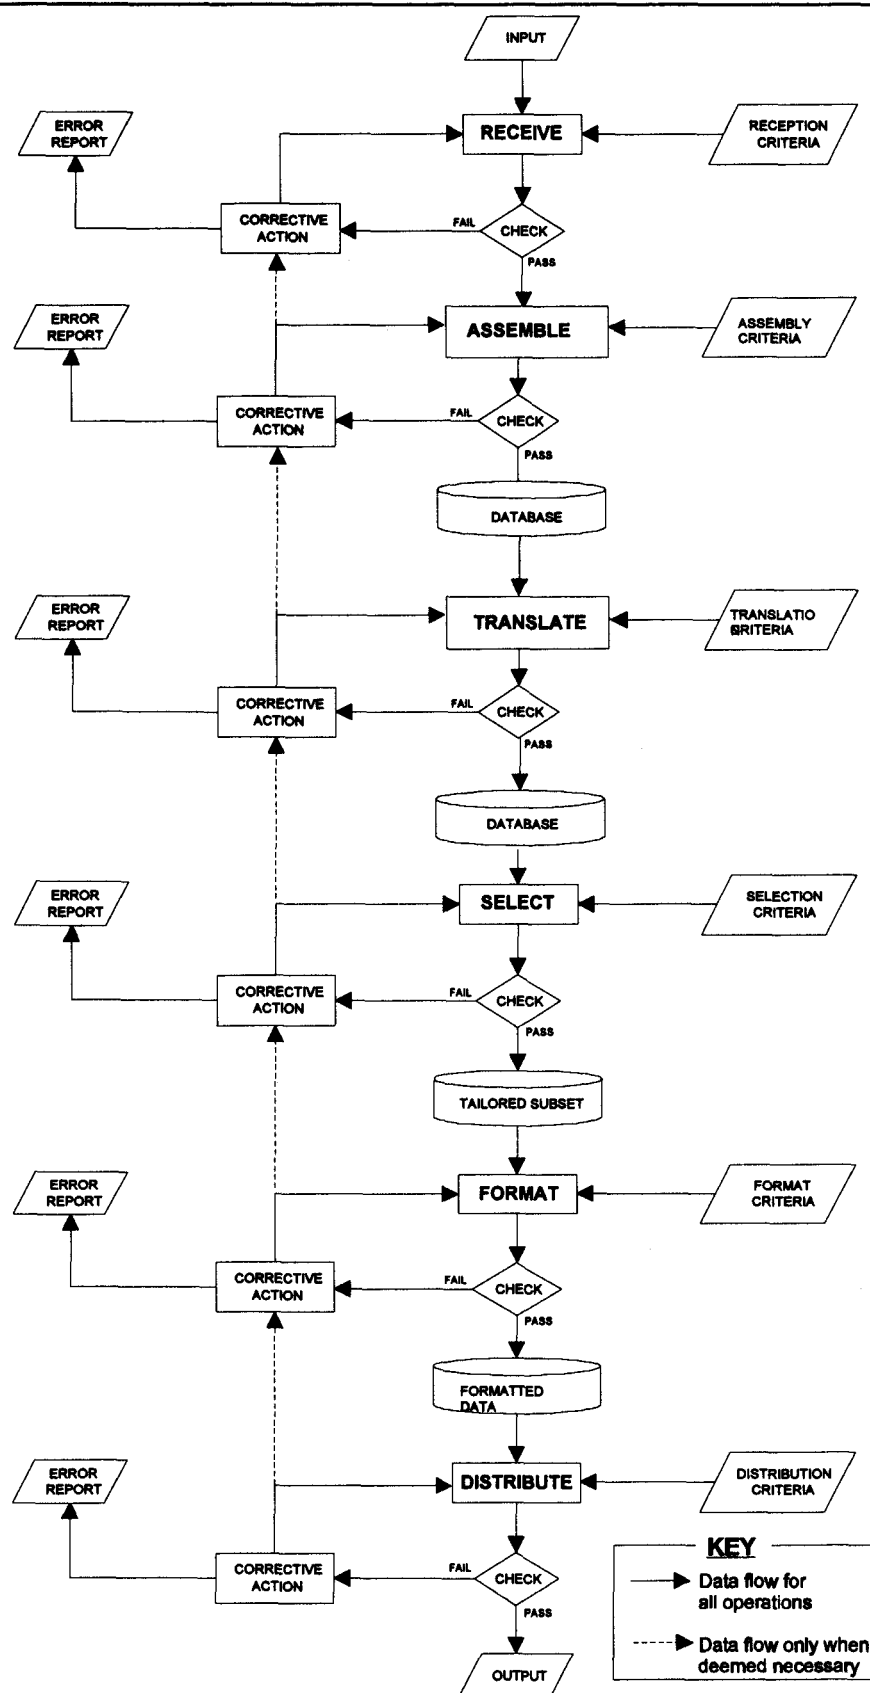 INPUT
ERROR
REPORT
RECEIVE
RECEPTION
CRITERIA
CORRECTIVE
ACTION
FAIL
CHECK
PASS
ERROR
REPORT
ASSEMBLE
ASSEMBLY
CRITERIA
CORRECTIVE
ACTION
FAIL
CHECK
PASS
DATABASE
ERROR
REPORT
TRANSLATE
TRANSLATIO
CRITERIA
CORRECTIVE
ACTION
FAIL
CHECK
PASS
DATABASE
ERROR
REPORT
SELECT
SELECTION
CRITERIA
CORRECTIVE
ACTION
FAIL
CHECK
PASS
TAILORED SUBSET
ERROR
REPORT
FORMAT
FORMAT
CRITERIA
CORRECTIVE
ACTION
FAIL
CHECK
PASS
FORMATTED
DATA
ERROR
REPORT
DISTRIBUTE
DISTRIBUTION
CRITERIA
CORRECTIVE
ACTION
FAIL
CHECK
PASS
OUTPUT
KEY
Data flow for
all operations
Data flow only when
deemed necessary